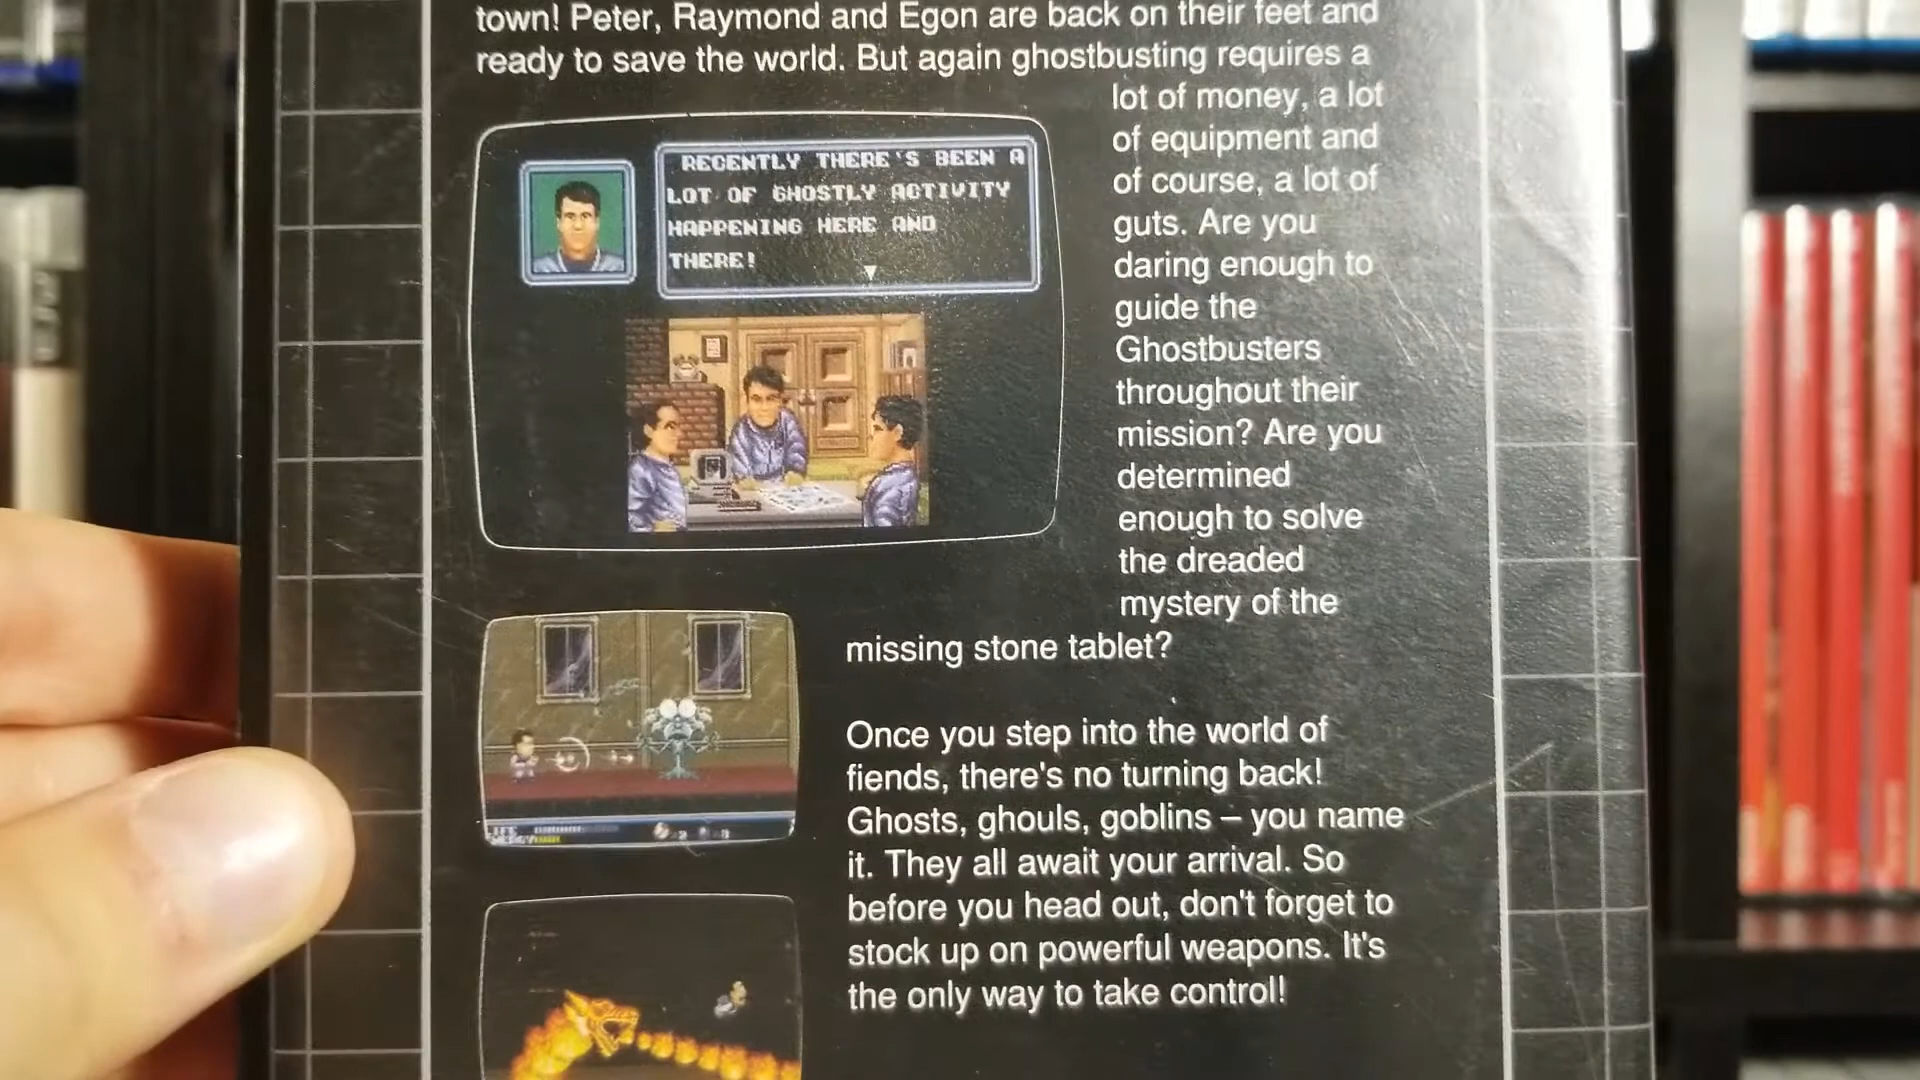 town! Peter, Raymond and Egon are back on their feet and
ready to save the world. But again ghostbusting requires a
lot of money, a lot
of equipment and
of course, a lot of
guts. Are you
daring enough to
guide the
Ghostbusters
throughout their
mission? Are you
determined
enough to solve
the dreaded
mystery of the
missing stone tablet?
RECENTLY THERE'S BEEN A
LOT OF GHOSTLY ACTIVITY
HAPPENING HERE AND
THERE!
Once you step into the world of
fiends, there's no turning back!
Ghosts, ghouls, goblins – you name
it. They all await your arrival. So
before you head out, don't forget to
stock up on powerful weapons. It's
the only way to take control!
LIFE